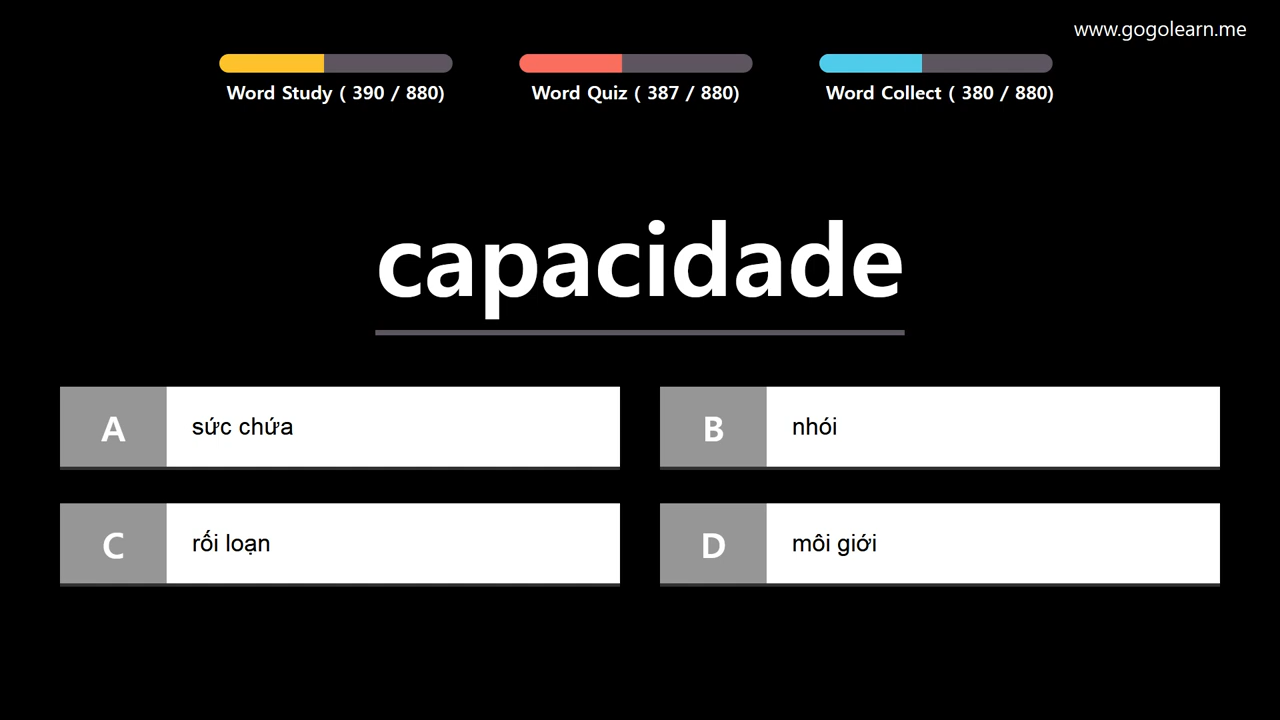 www.gogolearn.me
Word Study ( 390 / 880)
Word Quiz ( 387 / 880)
Word Collect ( 380 / 880)
capacidade
A sức chứa
B nhói
C rối loạn
D môi giới